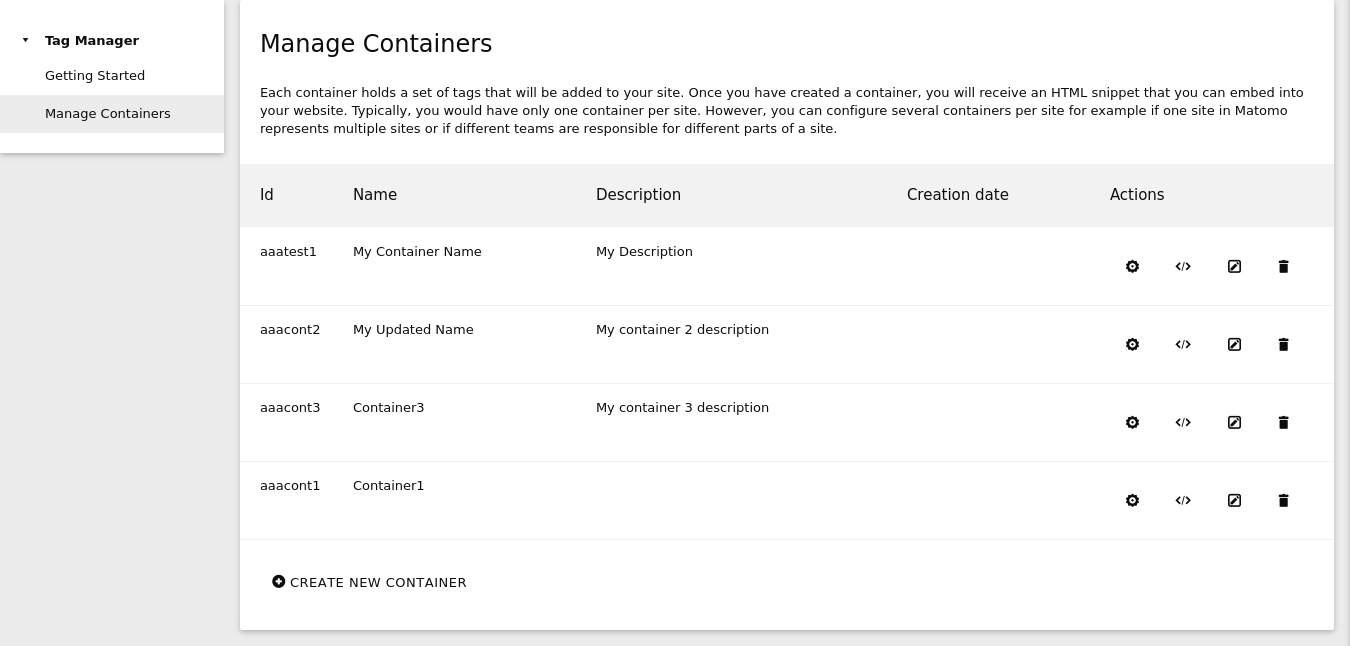 Tag Manager
Getting Started
Manage Containers
Manage Containers
Each container holds a set of tags that will be added to your site. Once you have created a container, you will receive an HTML snippet that you can embed into
your website. Typically, you would have only one container per site. However, you can configure several containers per site for example if one site in Matomo
represents multiple sites or if different teams are responsible for different parts of a site.
Id Name Description Creation date Actions
aaatest1 My Container Name My Description
aaacont2 My Updated Name My container 2 description
aaacont3 Container3 My container 3 description
aaacont1 Container1
CREATE NEW CONTAINER